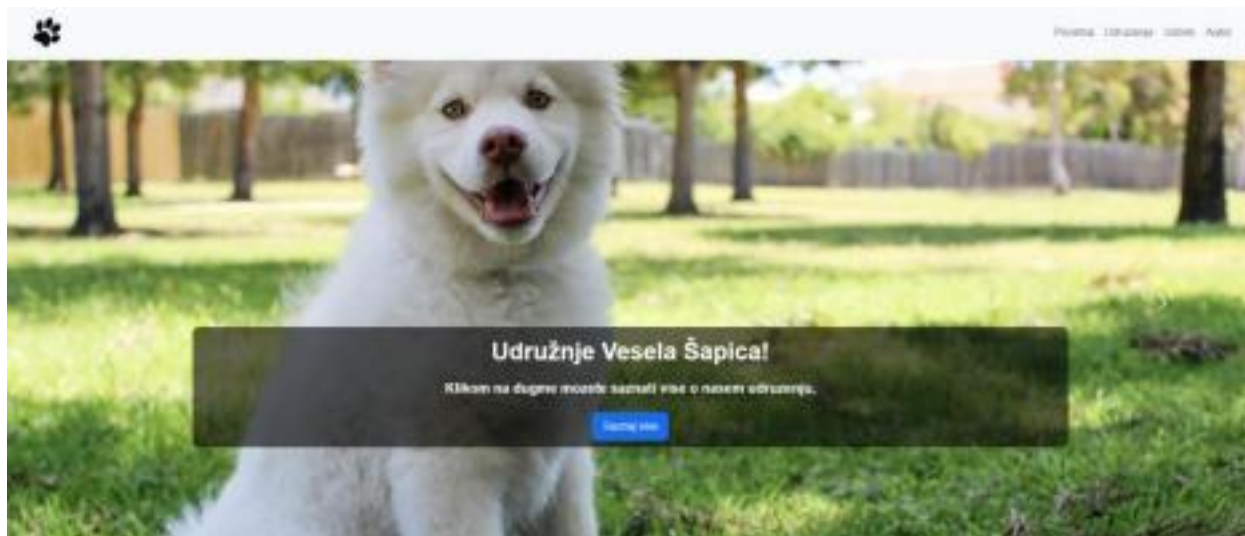 Udružnje Vesela Šapica!
Klikom na dugme mozete saznati vise o nasem udruzenju.
Saznaj vise